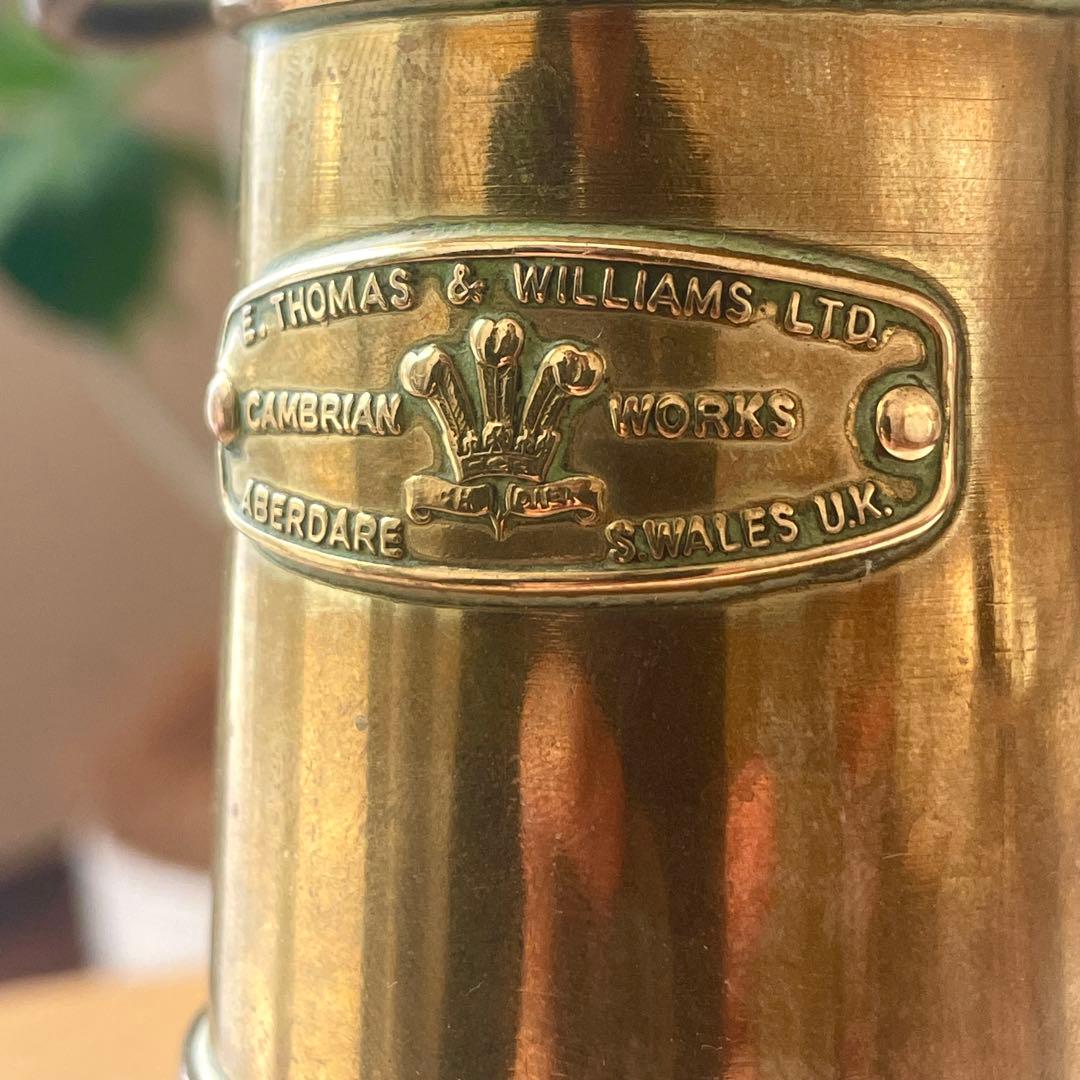 E. THOMAS & WILLIAMS. LTD.
CAMBRIAN WORKS
ABERDARE S. WALES U.K.